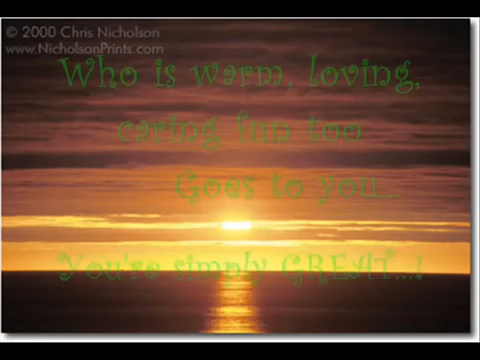 © 2000 Chris Nicholson
www.NicholsonPrints.com
Who is warm, loving,
caring fun too
Goes to you...
You're simply GREAT...!